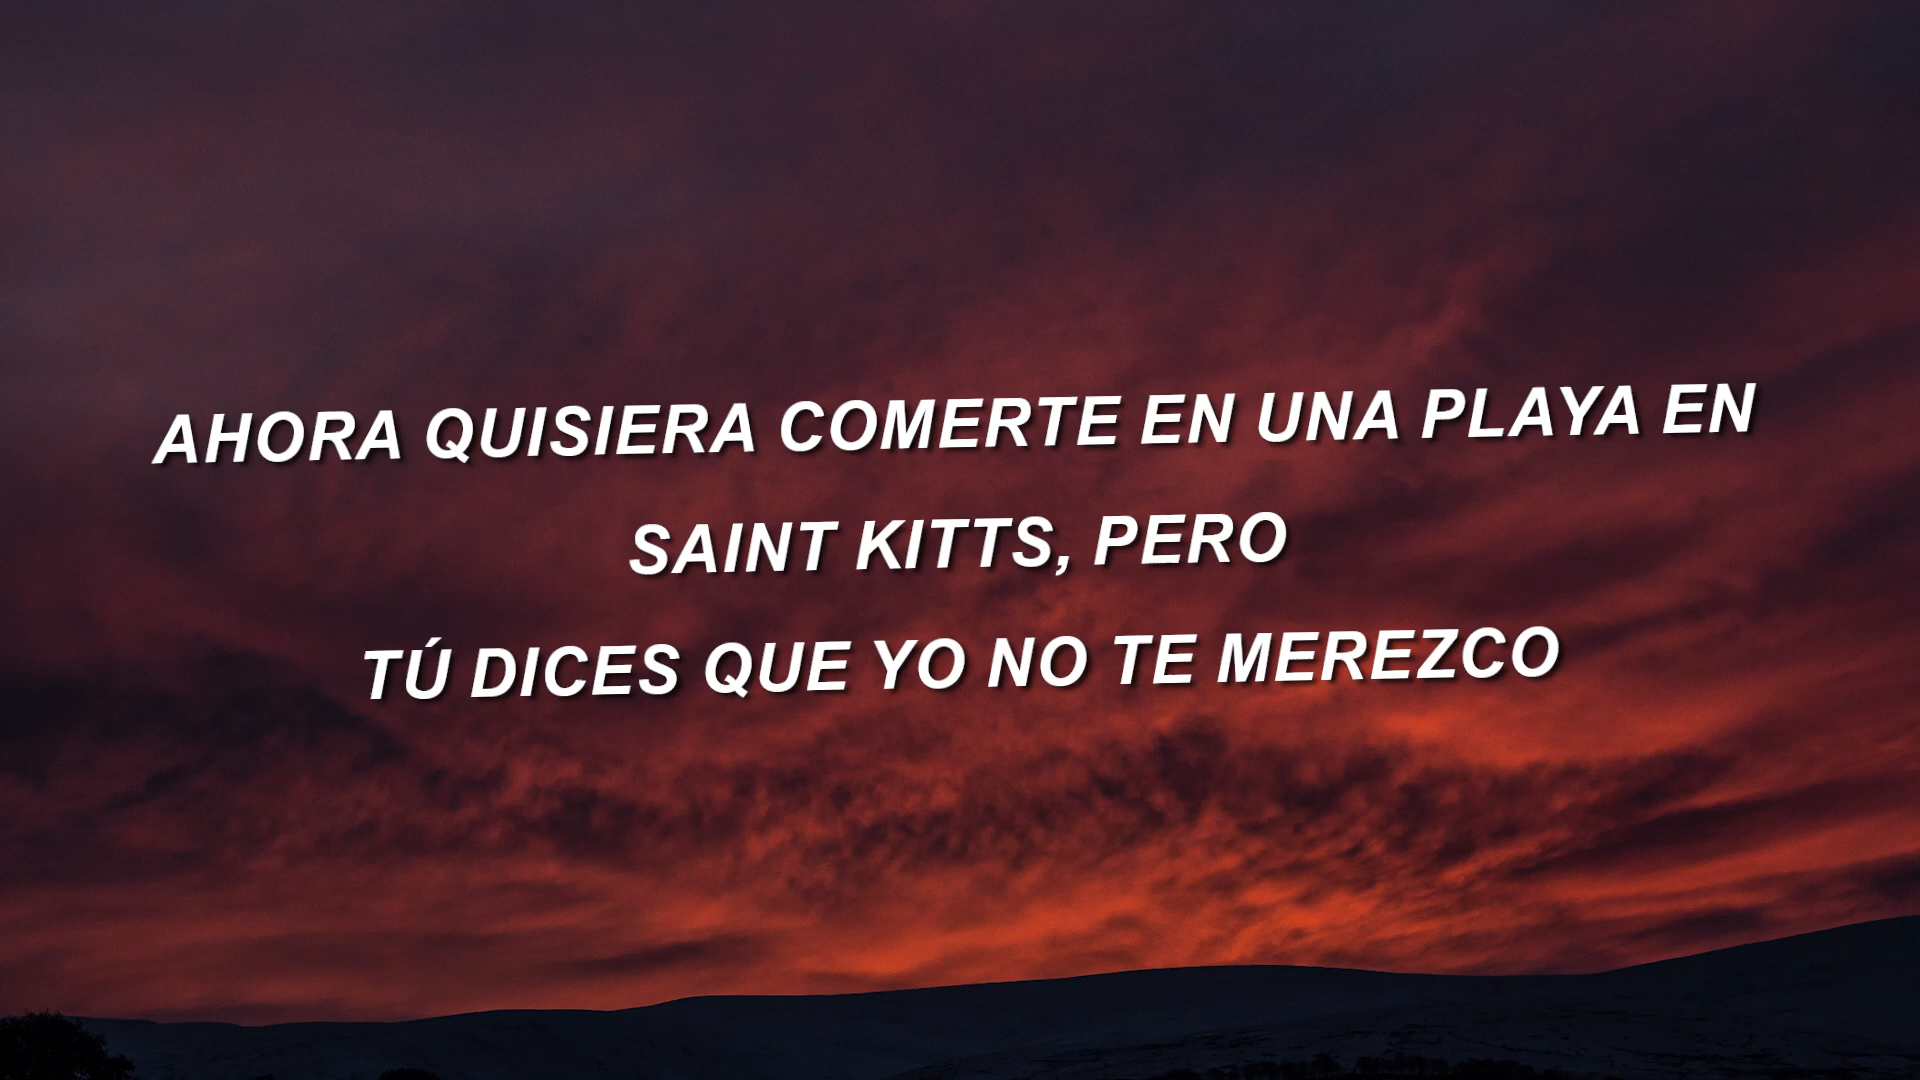 AHORA QUISIERA COMERTE EN UNA PLAYA EN
SAINT KITTS, PERO
TÚ DICES QUE YO NO TE MEREZCO